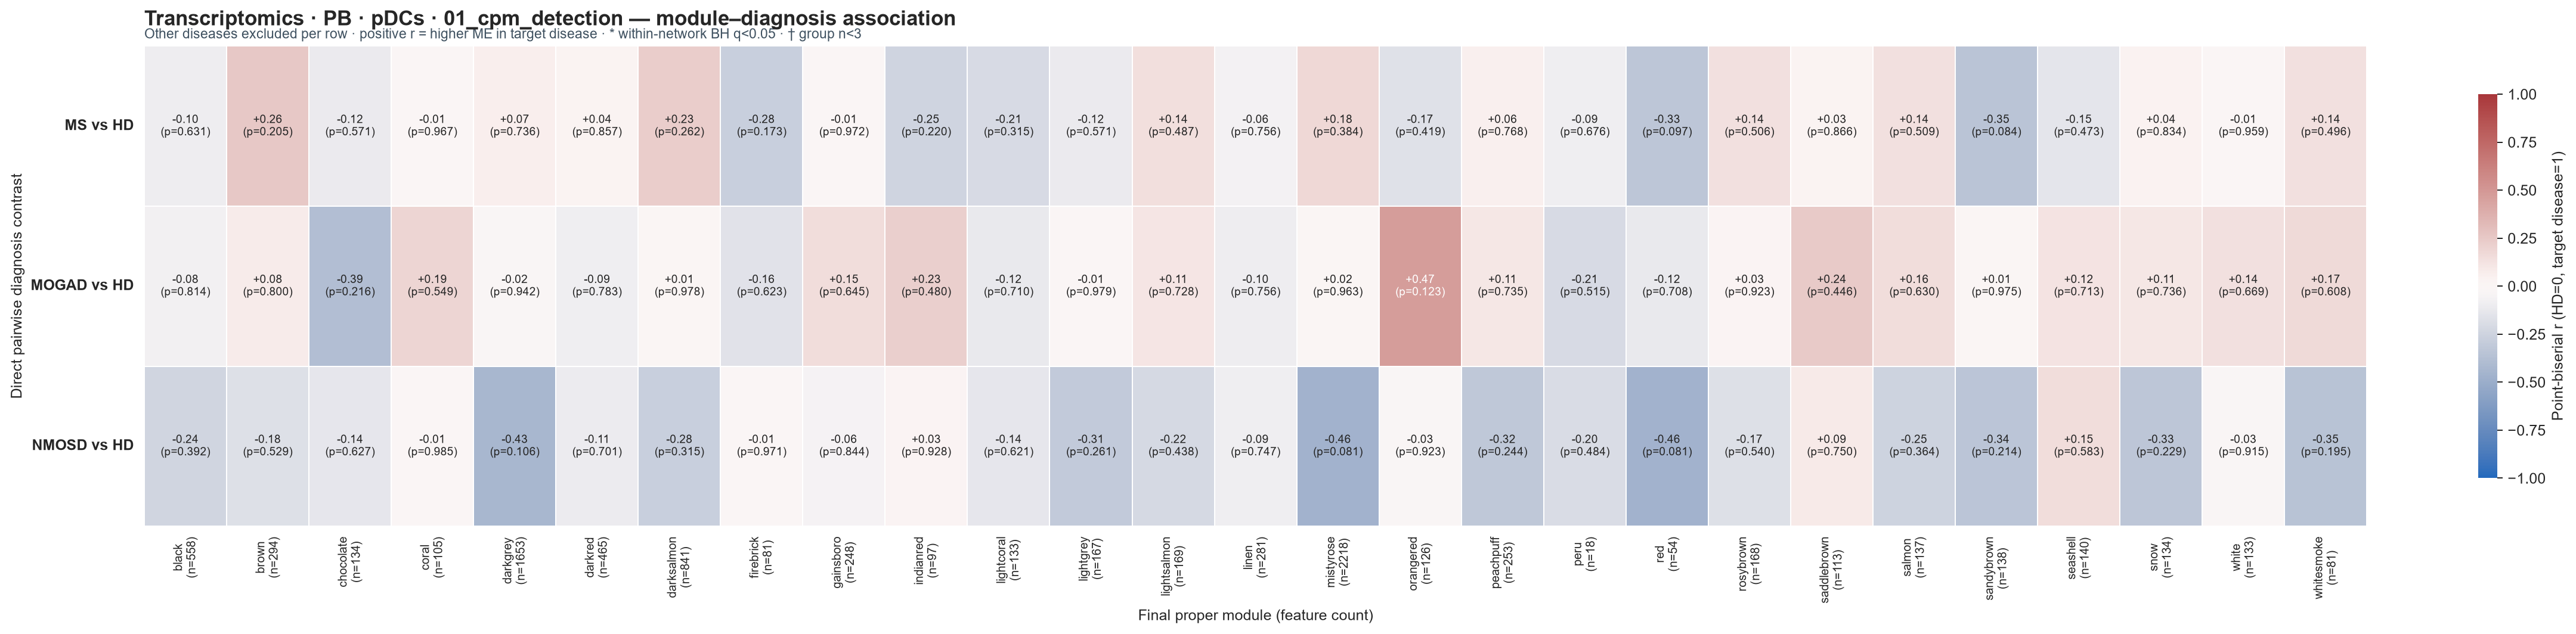 Transcriptomics · PB · pDCs · 01_cpm_detection — module–diagnosis association
Other diseases excluded per row · positive r = higher ME in target disease · * within-network BH q<0.05 · † group n<3
Direct pairwise diagnosis contrast
MS vs HD
-0.10 +0.26 -0.12 -0.01 +0.07 +0.04 +0.23 -0.28 -0.01 -0.25 -0.21 -0.12 +0.14 -0.06 +0.18 -0.17 +0.06 -0.09 -0.33 +0.14 +0.03 +0.14 -0.35 -0.15 +0.04 -0.01 +0.14
(p=0.631) (p=0.205) (p=0.571) (p=0.967) (p=0.736) (p=0.857) (p=0.262) (p=0.173) (p=0.972) (p=0.220) (p=0.315) (p=0.571) (p=0.487) (p=0.756) (p=0.384) (p=0.419) (p=0.768) (p=0.676) (p=0.097) (p=0.506) (p=0.866) (p=0.509) (p=0.084) (p=0.473) (p=0.834) (p=0.959) (p=0.496)
MOGAD vs HD
-0.08 +0.08 -0.39 +0.19 -0.02 -0.09 +0.01 -0.16 +0.15 +0.23 -0.12 -0.01 +0.11 -0.10 +0.02 +0.47 +0.11 -0.21 -0.12 +0.03 +0.24 +0.16 +0.01 +0.12 +0.11 +0.14 +0.17
(p=0.814) (p=0.800) (p=0.216) (p=0.549) (p=0.942) (p=0.783) (p=0.978) (p=0.623) (p=0.645) (p=0.480) (p=0.710) (p=0.979) (p=0.728) (p=0.756) (p=0.963) (p=0.123) (p=0.735) (p=0.515) (p=0.708) (p=0.923) (p=0.446) (p=0.630) (p=0.975) (p=0.713) (p=0.736) (p=0.669) (p=0.608)
NMOSD vs HD
-0.24 -0.18 -0.14 -0.01 -0.43 -0.11 -0.28 -0.01 -0.06 +0.03 -0.14 -0.31 -0.22 -0.09 -0.46 -0.03 -0.32 -0.20 -0.46 -0.17 +0.09 -0.25 -0.34 +0.15 -0.33 -0.03 -0.35
(p=0.392) (p=0.529) (p=0.627) (p=0.985) (p=0.106) (p=0.701) (p=0.315) (p=0.971) (p=0.844) (p=0.928) (p=0.621) (p=0.261) (p=0.438) (p=0.747) (p=0.081) (p=0.923) (p=0.244) (p=0.484) (p=0.081) (p=0.540) (p=0.750) (p=0.364) (p=0.214) (p=0.583) (p=0.229) (p=0.915) (p=0.195)
black
(n=558)
brown
(n=294)
chocolate
(n=134)
coral
(n=105)
darkgrey
(n=1653)
darkred
(n=465)
darksalmon
(n=841)
firebrick
(n=81)
gainsboro
(n=248)
indianred
(n=97)
lightcoral
(n=133)
lightgrey
(n=167)
lightsalmon
(n=169)
linen
(n=281)
mistyrose
(n=2218)
orangered
(n=126)
peachpuff
(n=253)
peru
(n=18)
red
(n=54)
rosybrown
(n=168)
saddlebrown
(n=113)
salmon
(n=137)
sandybrown
(n=138)
seashell
(n=140)
snow
(n=134)
white
(n=133)
whitesmoke
(n=81)
Final proper module (feature count)
1.00
0.75
0.50
0.25
0.00
−0.25
−0.50
−0.75
−1.00
Point-biserial r (HD=0, target disease=1)